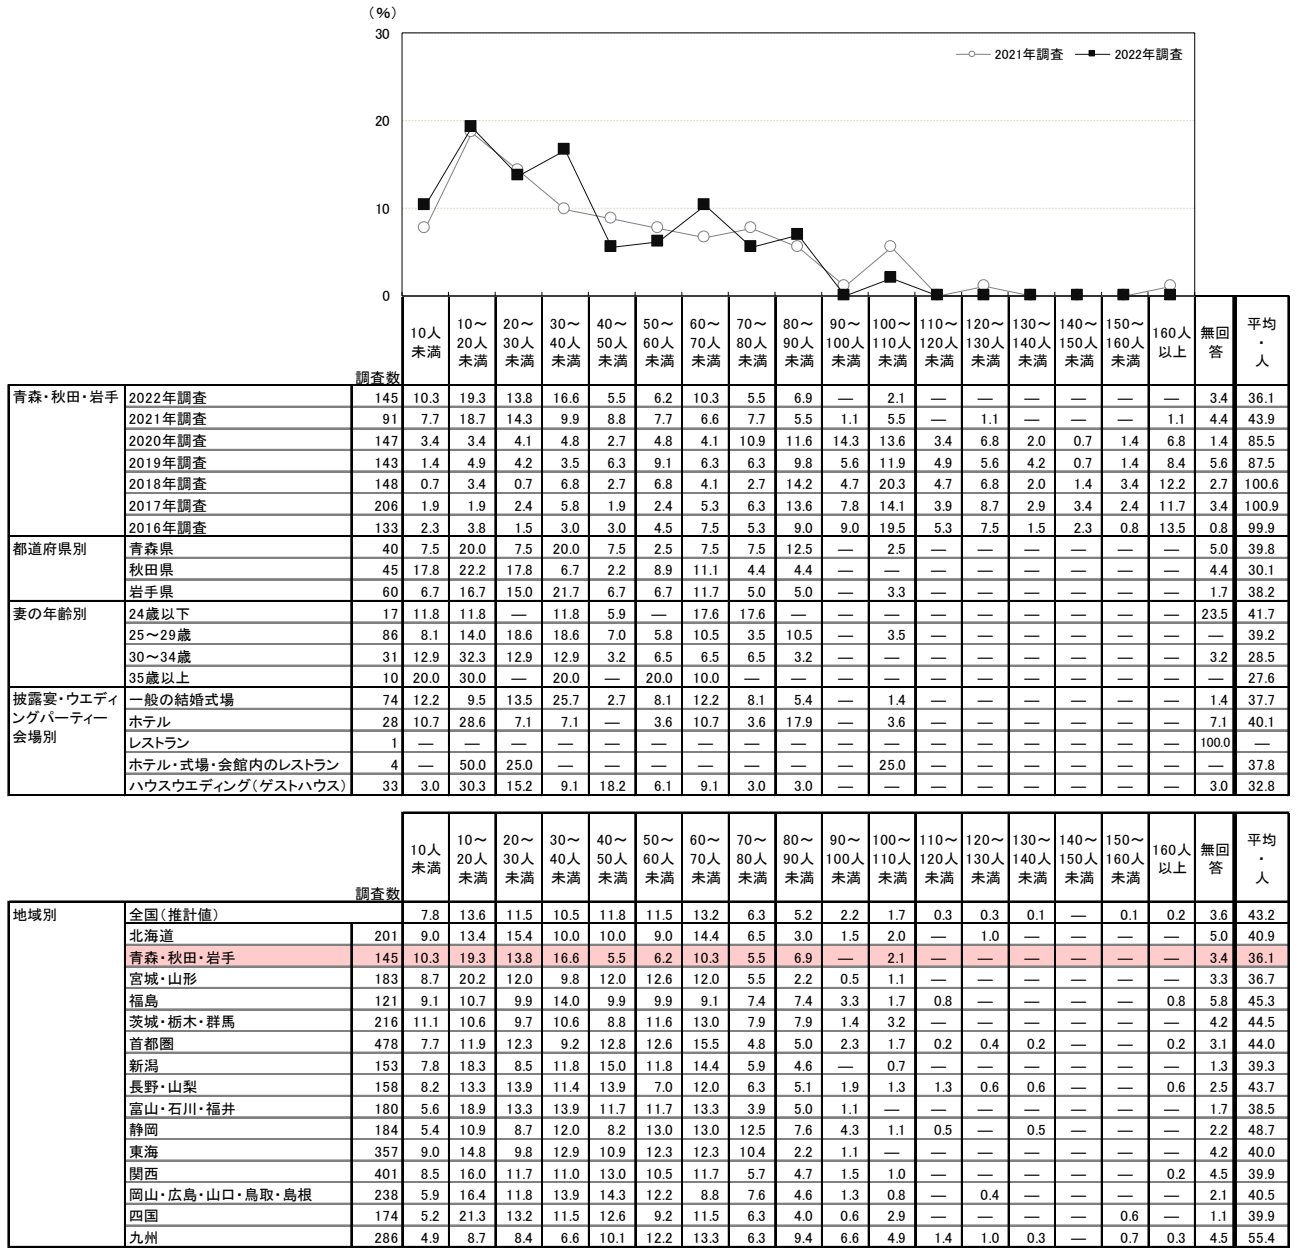 (%)
30
20
10
0
2021年調査 2022年調査
調査数 10人未満 10～20人未満 20～30人未満 30～40人未満 40～50人未満 50～60人未満 60～70人未満 70～80人未満 80～90人未満 90～100人未満 100～110人未満 110～120人未満 120～130人未満 130～140人未満 140～150人未満 150～160人未満 160人以上 無回答 平均・人
青森・秋田・岩手 2022年調査 145 10.3 19.3 13.8 16.6 5.5 6.2 10.3 5.5 6.9 — 2.1 — — — — — — 3.4 36.1
2021年調査 91 7.7 18.7 14.3 9.9 8.8 7.7 6.6 7.7 5.5 1.1 5.5 — 1.1 — — — 1.1 4.4 43.9
2020年調査 147 3.4 3.4 4.1 4.8 2.7 4.8 4.1 10.9 11.6 14.3 13.6 3.4 6.8 2.0 0.7 1.4 6.8 1.4 85.5
2019年調査 143 1.4 4.9 4.2 3.5 6.3 9.1 6.3 6.3 9.8 5.6 11.9 4.9 5.6 4.2 0.7 1.4 8.4 5.6 87.5
2018年調査 148 0.7 3.4 0.7 6.8 2.7 6.8 4.1 2.7 14.2 4.7 20.3 4.7 6.8 2.0 1.4 3.4 12.2 2.7 100.6
2017年調査 206 1.9 1.9 2.4 5.8 1.9 2.4 5.3 6.3 13.6 7.8 14.1 3.9 8.7 2.9 3.4 2.4 11.7 3.4 100.9
2016年調査 133 2.3 3.8 1.5 3.0 3.0 4.5 7.5 5.3 9.0 9.0 19.5 5.3 7.5 1.5 2.3 0.8 13.5 0.8 99.9
都道府県別 青森県 40 7.5 20.0 7.5 20.0 7.5 2.5 7.5 7.5 12.5 — 2.5 — — — — — — 5.0 39.8
秋田県 45 17.8 22.2 17.8 6.7 2.2 8.9 11.1 4.4 4.4 — — — — — — — — 4.4 30.1
岩手県 60 6.7 16.7 15.0 21.7 6.7 6.7 11.7 5.0 5.0 — 3.3 — — — — — — 1.7 38.2
妻の年齢別 24歳以下 17 11.8 11.8 — 11.8 5.9 — 17.6 17.6 — — — — — — — — — 23.5 41.7
25～29歳 86 8.1 14.0 18.6 18.6 7.0 5.8 10.5 3.5 10.5 — 3.5 — — — — — — — 39.2
30～34歳 31 12.9 32.3 12.9 12.9 3.2 6.5 6.5 6.5 3.2 — — — — — — — — 3.2 28.5
35歳以上 10 20.0 30.0 — 20.0 — 20.0 10.0 — — — — — — — — — — — 27.6
披露宴・ウエディングパーティー会場別 一般の結婚式場 74 12.2 9.5 13.5 25.7 2.7 8.1 12.2 8.1 5.4 — 1.4 — — — — — — 1.4 37.7
ホテル 28 10.7 28.6 7.1 7.1 — 3.6 10.7 3.6 17.9 — 3.6 — — — — — — 7.1 40.1
レストラン 1 — — — — — — — — — — — — — — — — — 100.0 —
ホテル・式場・会館内のレストラン 4 — 50.0 25.0 — — — — — — — 25.0 — — — — — — — 37.8
ハウスウエディング(ゲストハウス) 33 3.0 30.3 15.2 9.1 18.2 6.1 9.1 3.0 3.0 — — — — — — — — 3.0 32.8
調査数 10人未満 10～20人未満 20～30人未満 30～40人未満 40～50人未満 50～60人未満 60～70人未満 70～80人未満 80～90人未満 90～100人未満 100～110人未満 110～120人未満 120～130人未満 130～140人未満 140～150人未満 150～160人未満 160人以上 無回答 平均・人
地域別 全国(推計値) 7.8 13.6 11.5 10.5 11.8 11.5 13.2 6.3 5.2 2.2 1.7 0.3 0.3 0.1 — 0.1 0.2 3.6 43.2
北海道 201 9.0 13.4 15.4 10.0 10.0 9.0 14.4 6.5 3.0 1.5 2.0 — 1.0 — — — — 5.0 40.9
青森・秋田・岩手 145 10.3 19.3 13.8 16.6 5.5 6.2 10.3 5.5 6.9 — 2.1 — — — — — — 3.4 36.1
宮城・山形 183 8.7 20.2 12.0 9.8 12.0 12.6 12.0 5.5 2.2 0.5 1.1 — — — — — — 3.3 36.7
福島 121 9.1 10.7 9.9 14.0 9.9 9.9 9.1 7.4 7.4 3.3 1.7 0.8 — — — — 0.8 5.8 45.3
茨城・栃木・群馬 216 11.1 10.6 9.7 10.6 8.8 11.6 13.0 7.9 7.9 1.4 3.2 — — — — — — 4.2 44.5
首都圏 478 7.7 11.9 12.3 9.2 12.8 12.6 15.5 4.8 5.0 2.3 1.7 0.2 0.4 0.2 — — 0.2 3.1 44.0
新潟 153 7.8 18.3 8.5 11.8 15.0 11.8 14.4 5.9 4.6 — 0.7 — — — — — — 1.3 39.3
長野・山梨 158 8.2 13.3 13.9 11.4 13.9 7.0 12.0 6.3 5.1 1.9 1.3 1.3 0.6 0.6 — — 0.6 2.5 43.7
富山・石川・福井 180 5.6 18.9 13.3 13.9 11.7 11.7 13.3 3.9 5.0 1.1 — — — — — — — 1.7 38.5
静岡 184 5.4 10.9 8.7 12.0 8.2 13.0 13.0 12.5 7.6 4.3 1.1 0.5 — 0.5 — — — 2.2 48.7
東海 357 9.0 14.8 9.8 12.9 10.9 12.3 12.3 10.4 2.2 1.1 — — — — — — — 4.2 40.0
関西 401 8.5 16.0 11.7 11.0 13.0 10.5 11.7 5.7 4.7 1.5 1.0 — — — — — 0.2 4.5 39.9
岡山・広島・山口・鳥取・島根 238 5.9 16.4 11.8 13.9 14.3 12.2 8.8 7.6 4.6 1.3 0.8 — 0.4 — — — — 2.1 40.5
四国 174 5.2 21.3 13.2 11.5 12.6 9.2 11.5 6.3 4.0 0.6 2.9 — — — — 0.6 — 1.1 39.9
九州 286 4.9 8.7 8.4 6.6 10.1 12.2 13.3 6.3 9.4 6.6 4.9 1.4 1.0 0.3 — 0.7 0.3 4.5 55.4